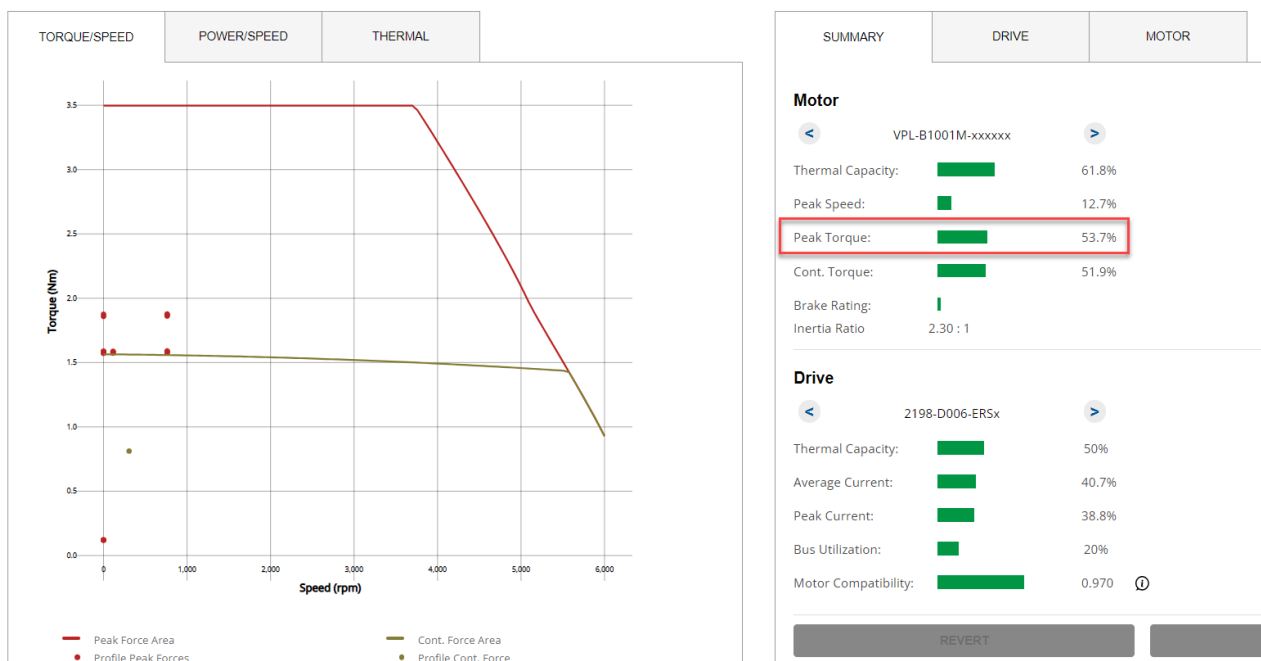 TORQUE/SPEED
POWER/SPEED
THERMAL
3.5
3.0
2.5
2.0
1.5
1.0
0.5
0.0
Torque (Nm)
0
1,000
2,000
3,000
4,000
5,000
6,000
Speed (rpm)
Peak Force Area
Cont. Force Area
Profile Peak Forces
Profile Cont. Force
SUMMARY
DRIVE
MOTOR
Motor
< VPL-B1001M-xxxxxx >
Thermal Capacity: 61.8%
Peak Speed: 12.7%
Peak Torque: 53.7%
Cont. Torque: 51.9%
Brake Rating:
Inertia Ratio 2.30 : 1
Drive
< 2198-D006-ERSx >
Thermal Capacity: 50%
Average Current: 40.7%
Peak Current: 38.8%
Bus Utilization: 20%
Motor Compatibility: 0.970 i
REVERT